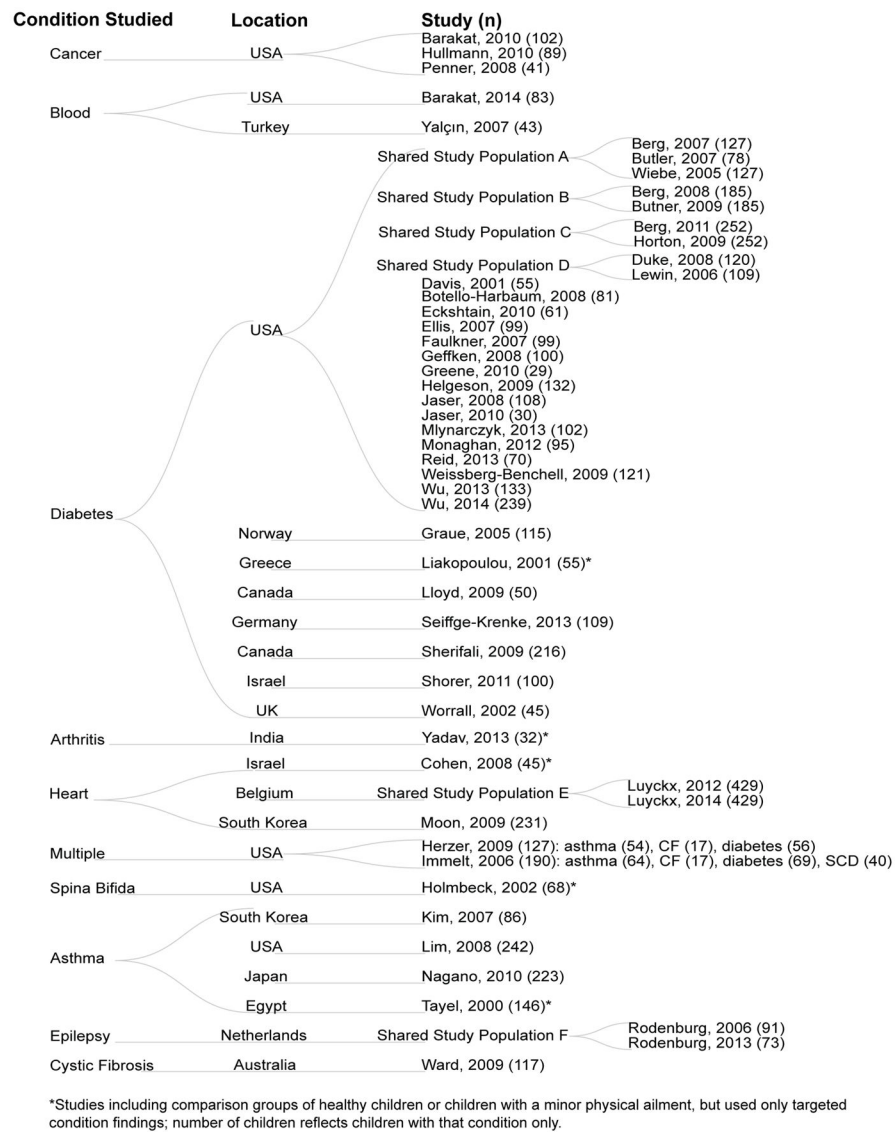 Condition Studied Location Study (n)
Cancer USA
Barakat, 2010 (102)
Hullmann, 2010 (89)
Penner, 2008 (41)
Blood
USA Barakat, 2014 (83)
Turkey Yalçın, 2007 (43)
Diabetes
USA
Shared Study Population A
Berg, 2007 (127)
Butler, 2007 (78)
Wiebe, 2005 (127)
Shared Study Population B
Berg, 2008 (185)
Butner, 2009 (185)
Shared Study Population C
Berg, 2011 (252)
Horton, 2009 (252)
Shared Study Population D
Duke, 2008 (120)
Lewin, 2006 (109)
Davis, 2001 (55)
Botello-Harbaum, 2008 (81)
Eckshtain, 2010 (61)
Ellis, 2007 (99)
Faulkner, 2007 (99)
Geffken, 2008 (100)
Greene, 2010 (29)
Helgeson, 2009 (132)
Jaser, 2008 (108)
Jaser, 2010 (30)
Mlynarczyk, 2013 (102)
Monaghan, 2012 (95)
Reid, 2013 (70)
Weissberg-Benchell, 2009 (121)
Wu, 2013 (133)
Wu, 2014 (239)
Norway Graue, 2005 (115)
Greece Liakopoulou, 2001 (55)*
Canada Lloyd, 2009 (50)
Germany Seiffge-Krenke, 2013 (109)
Canada Sherifali, 2009 (216)
Israel Shorer, 2011 (100)
UK Worrall, 2002 (45)
Arthritis India Yadav, 2013 (32)*
Heart
Israel Cohen, 2008 (45)*
Belgium Shared Study Population E
Luyckx, 2012 (429)
Luyckx, 2014 (429)
South Korea Moon, 2009 (231)
Multiple USA
Herzer, 2009 (127): asthma (54), CF (17), diabetes (56)
Immelt, 2006 (190): asthma (64), CF (17), diabetes (69), SCD (40)
Spina Bifida USA Holmbeck, 2002 (68)*
Asthma
South Korea Kim, 2007 (86)
USA Lim, 2008 (242)
Japan Nagano, 2010 (223)
Egypt Tayel, 2000 (146)*
Epilepsy Netherlands Shared Study Population F
Rodenburg, 2006 (91)
Rodenburg, 2013 (73)
Cystic Fibrosis Australia Ward, 2009 (117)
*Studies including comparison groups of healthy children or children with a minor physical ailment, but used only targeted
condition findings; number of children reflects children with that condition only.